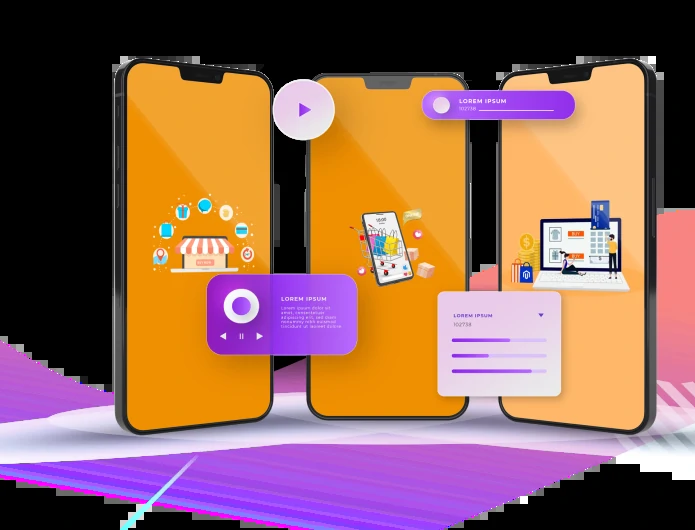 LOREM IPSUM
102738
LOREM IPSUM
Lorem ipsum dolor sit
amet, consectetuer
adipiscing elit, sed diam
nonummy nibh euismod
tincidunt ut laoreet dolore
LOREM IPSUM
102738
BUY
BUY